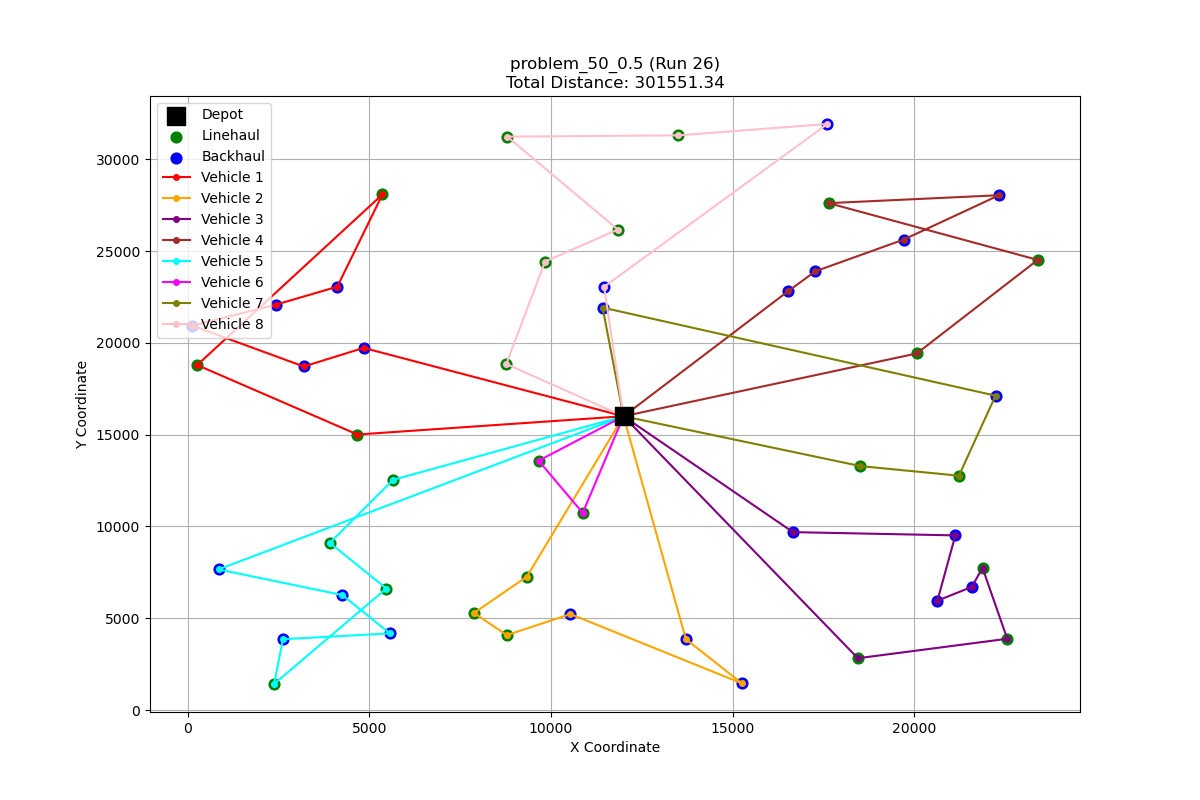 problem_50_0.5 (Run 26)
Total Distance: 301551.34
Depot
Linehaul
Backhaul
Vehicle 1
Vehicle 2
Vehicle 3
Vehicle 4
Vehicle 5
Vehicle 6
Vehicle 7
Vehicle 8
30000
25000
20000
15000
10000
5000
0
Y Coordinate
0
5000
10000
15000
20000
X Coordinate